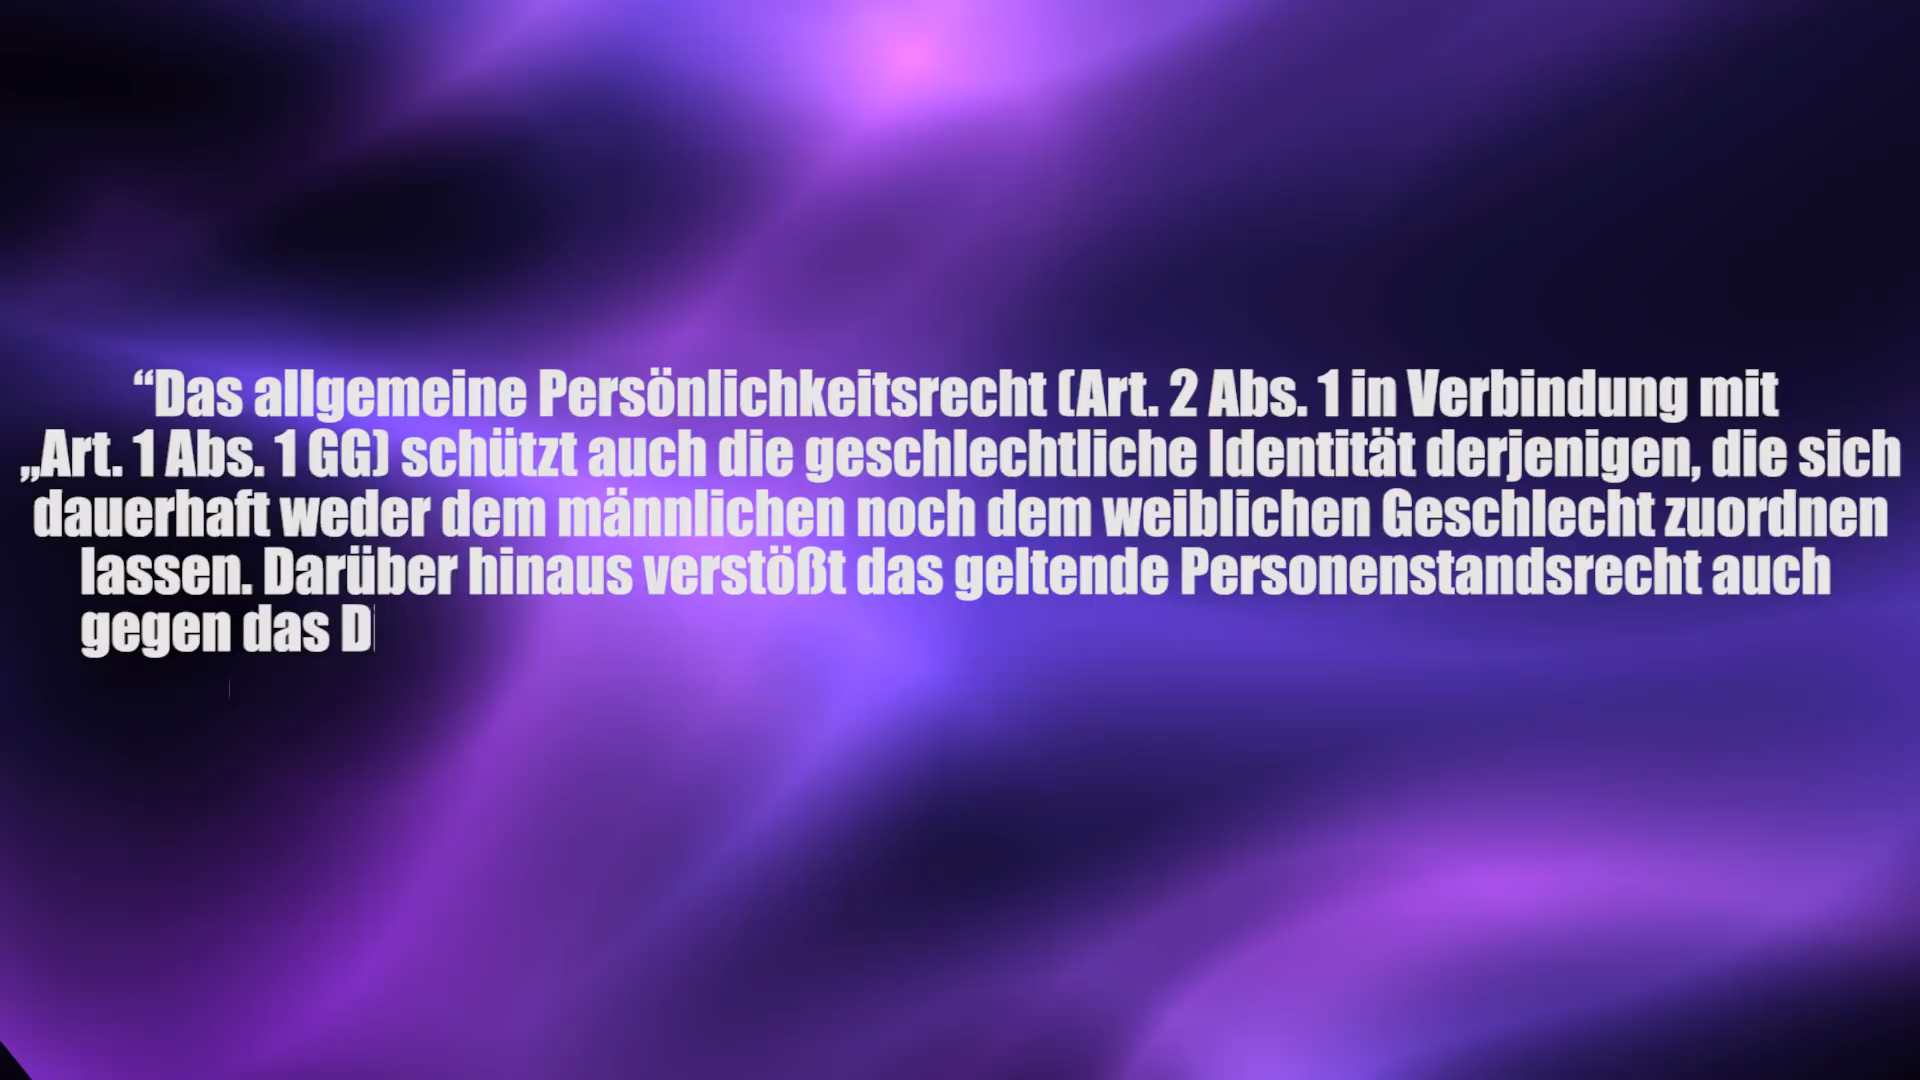 “Das allgemeine Persönlichkeitsrecht (Art. 2 Abs. 1 in Verbindung mit
„Art. 1 Abs. 1 GG) schützt auch die geschlechtliche Identität derjenigen, die sich
dauerhaft weder dem männlichen noch dem weiblichen Geschlecht zuordnen
lassen. Darüber hinaus verstößt das geltende Personenstandsrecht auch
gegen das D